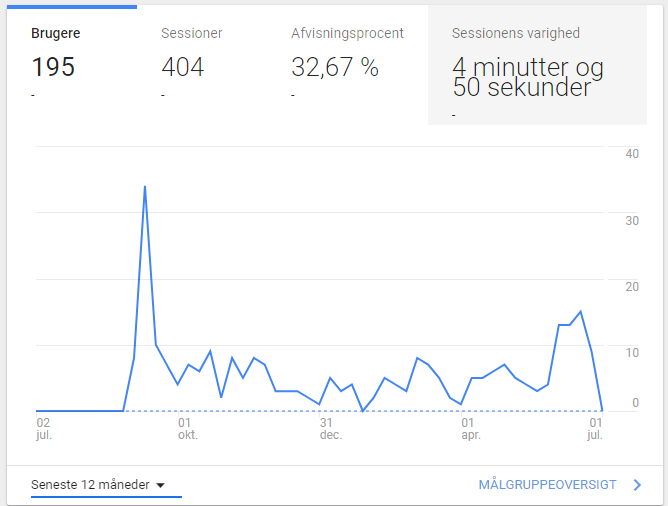 Brugere
195
-
Sessioner
404
-
Afvisningsprocent
32,67 %
-
Sessionens varighed
4 minutter og
50 sekunder
-
40
30
20
10
0
02
jul.
01
okt.
31
dec.
01
apr.
01
jul.
Seneste 12 måneder
MÅLGRUPPEOVERSIGT